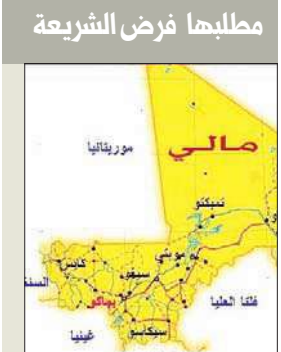 مطلبها فرض الشريعة
مالي
موريتانيا
تمبكتو
موبتي
سيغو
كايس
السنغ
باماكو
فلتا العليا
سيكاسو
غينيا